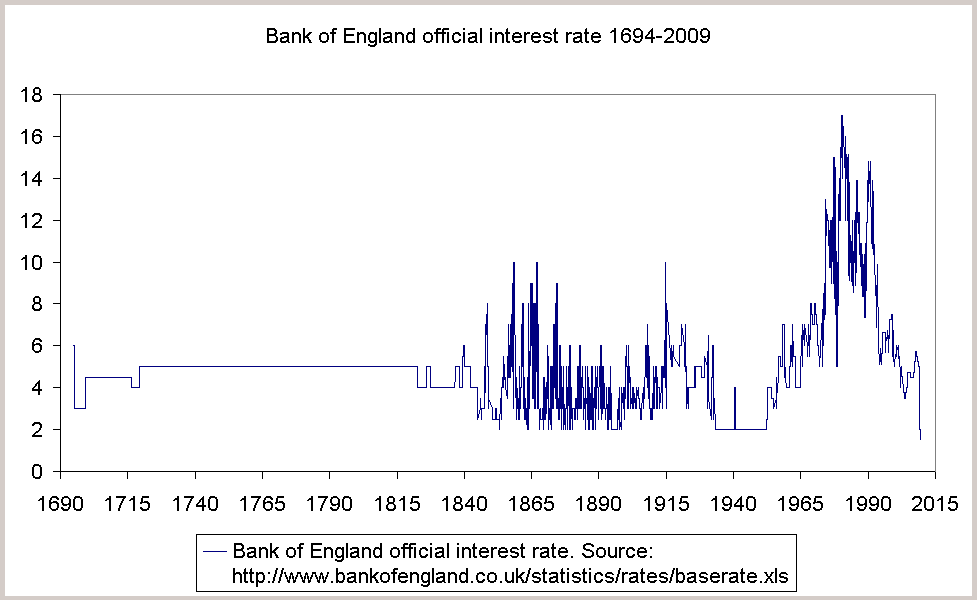 Bank of England official interest rate 1694-2009
18
16
14
12
10
8
6
4
2
0
1690 1715 1740 1765 1790 1815 1840 1865 1890 1915 1940 1965 1990 2015
Bank of England official interest rate. Source:
http://www.bankofengland.co.uk/statistics/rates/baserate.xls